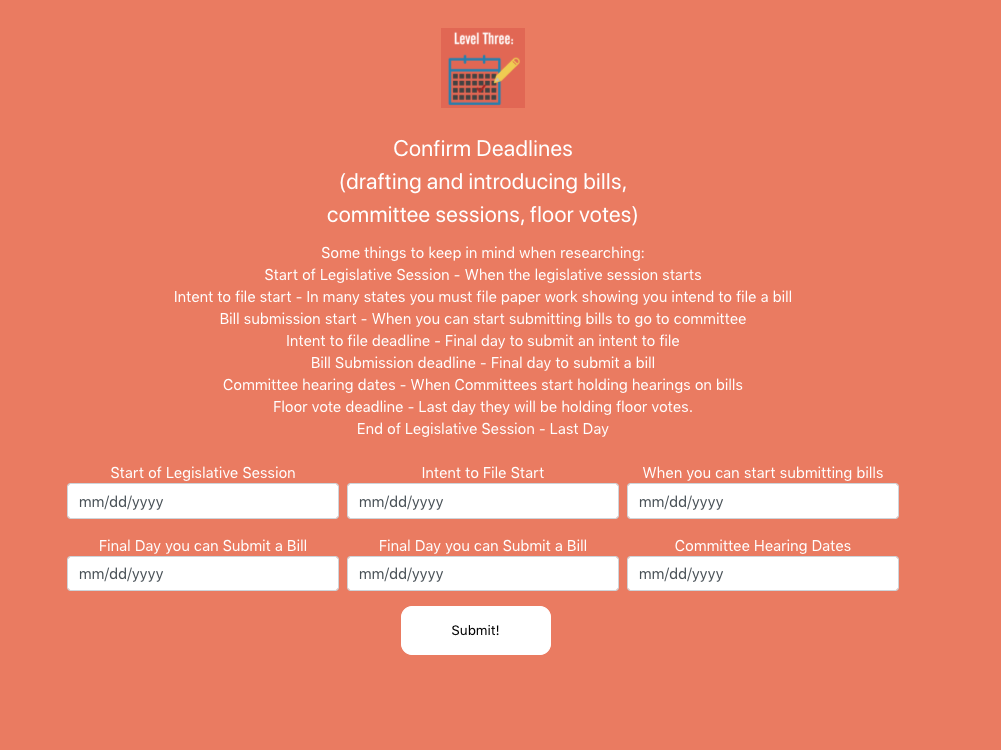 Level Three:
Confirm Deadlines
(drafting and introducing bills,
committee sessions, floor votes)
Some things to keep in mind when researching:
Start of Legislative Session - When the legislative session starts
Intent to file start - In many states you must file paper work showing you intend to file a bill
Bill submission start - When you can start submitting bills to go to committee
Intent to file deadline - Final day to submit an intent to file
Bill Submission deadline - Final day to submit a bill
Committee hearing dates - When Committees start holding hearings on bills
Floor vote deadline - Last day they will be holding floor votes.
End of Legislative Session - Last Day
Start of Legislative Session Intent to File Start When you can start submitting bills
mm/dd/yyyy mm/dd/yyyy mm/dd/yyyy
Final Day you can Submit a Bill Final Day you can Submit a Bill Committee Hearing Dates
mm/dd/yyyy mm/dd/yyyy mm/dd/yyyy
Submit!